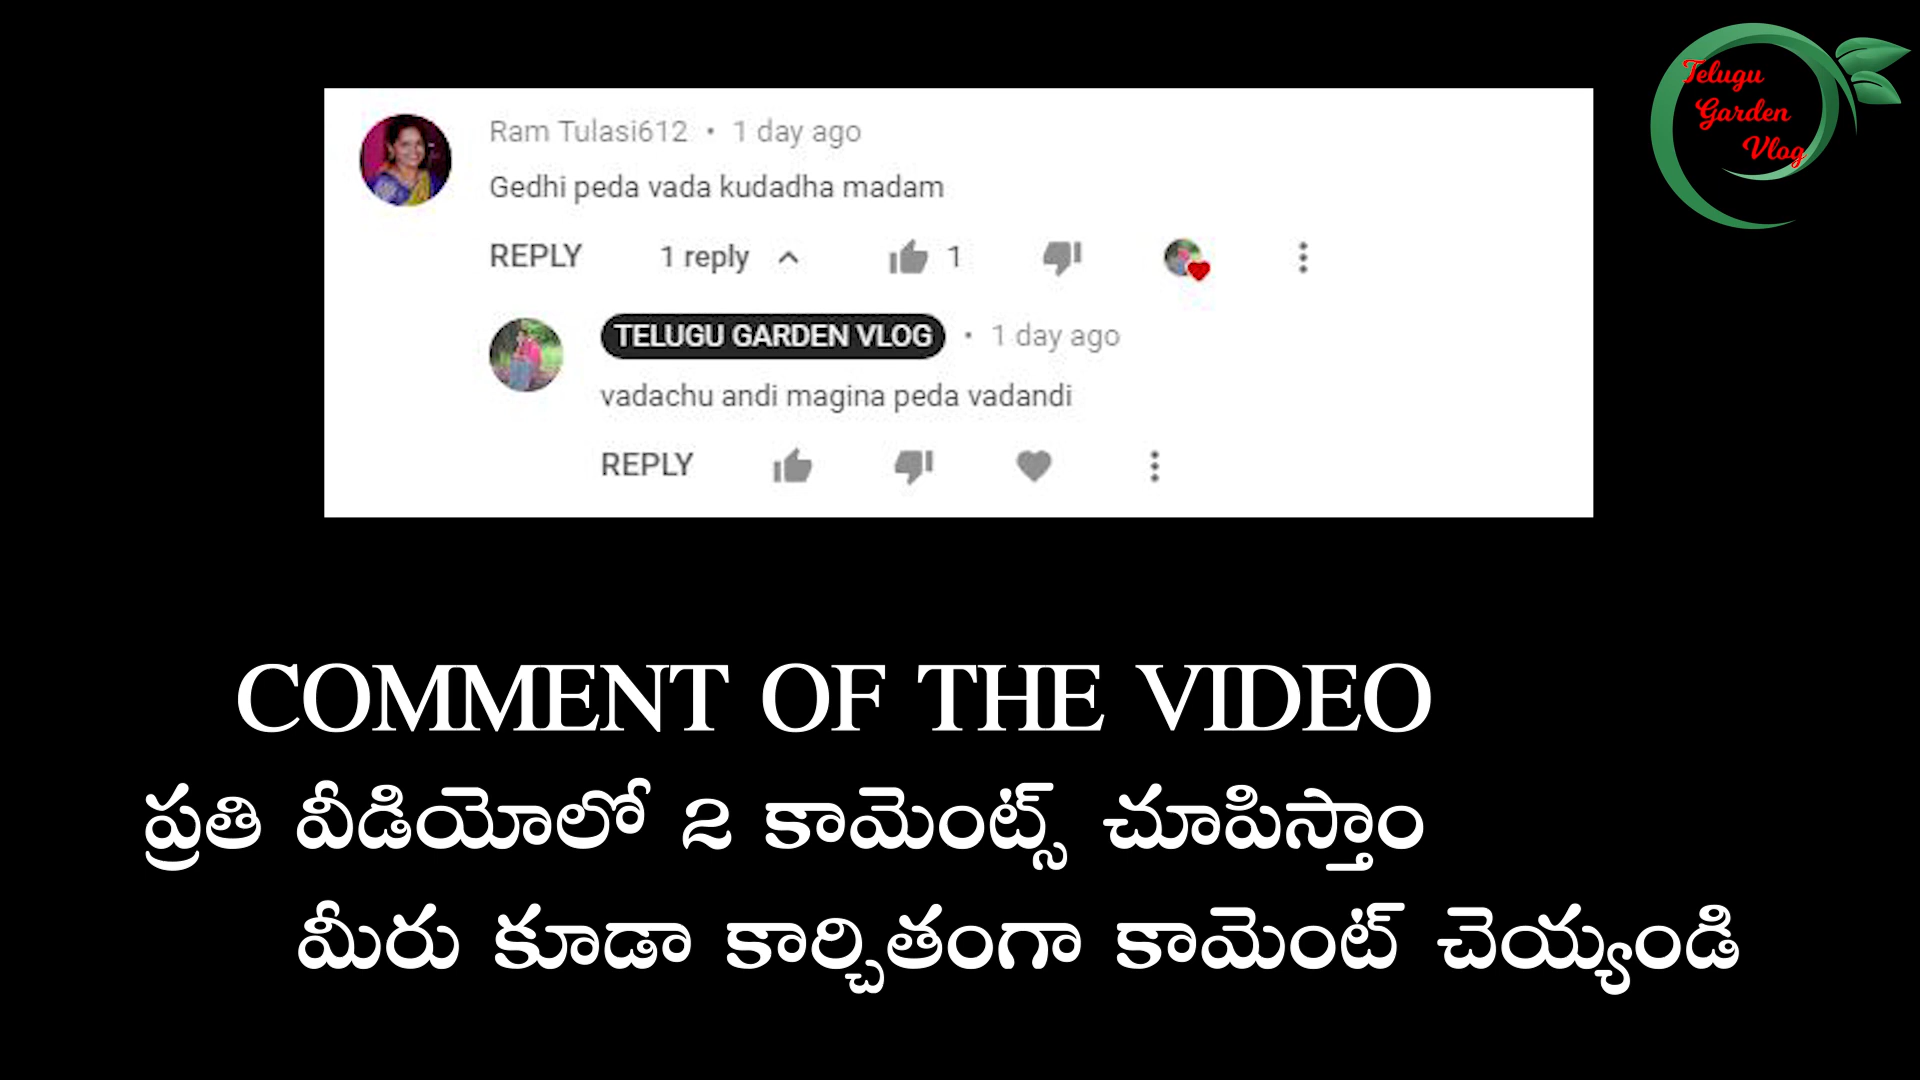 Telugu
Garden
Vlog
Ram Tulasi612 • 1 day ago
Gedhi peda vada kudadha madam
REPLY 1 reply 1
TELUGU GARDEN VLOG • 1 day ago
vadachu andi magina peda vadandi
REPLY
COMMENT OF THE VIDEO
ప్రతి వీడియోలో 2 కామెంట్స్ చూపిస్తాం
మీరు కూడా కార్చితంగా కామెంట్ చెయ్యండి